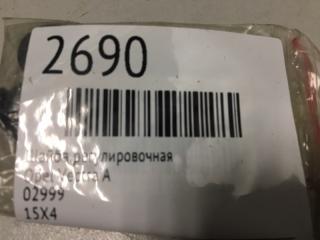 2690
Шайба регулировочная
Opel Vectra A
02999
15X4